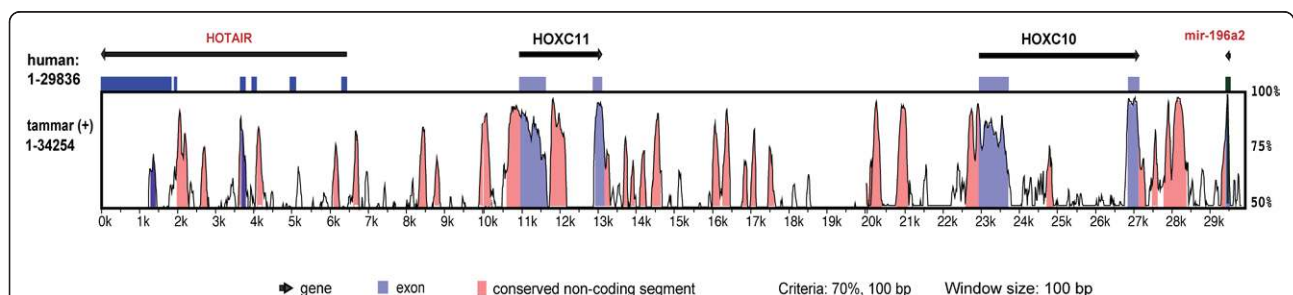 HOTAIR HOXC11 HOXC10 mir-196a2
human:
1-29836
100%
tammar (+)
1-34254
75%
50%
0k 1k 2k 3k 4k 5k 6k 7k 8k 9k 10k 11k 12k 13k 14k 15k 16k 17k 18k 19k 20k 21k 22k 23k 24k 25k 26k 27k 28k 29k
gene exon conserved non-coding segment Criteria: 70%, 100 bp Window size: 100 bp